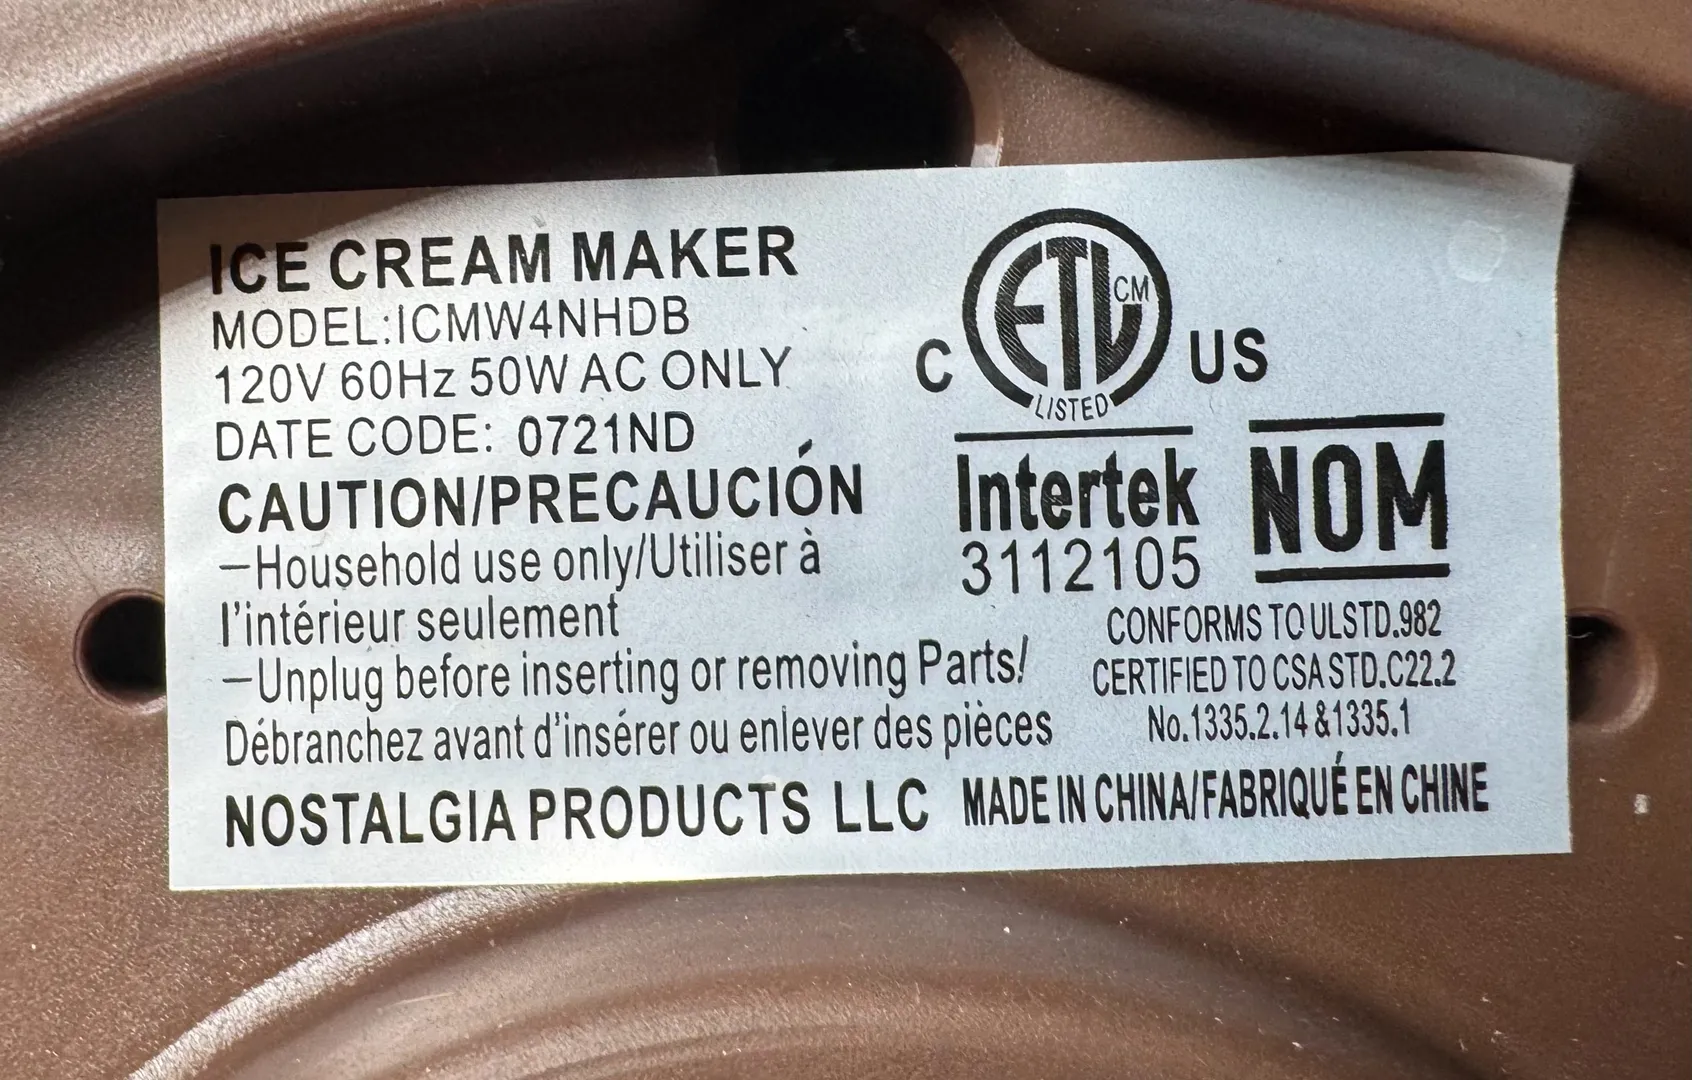 ICE CREAM MAKER
MODEL:ICMW4NHDB
120V 60Hz 50W AC ONLY
DATE CODE: 0721ND
CAUTION/PRECAUCIÓN
—Household use only/Utiliser à
l'intérieur seulement
—Unplug before inserting or removing Parts!
Débranchez avant d'insérer ou enlever des pièces
NOSTALGIA PRODUCTS LLC
C ETL CM US
LISTED
Intertek
3112105
NOM
CONFORMS TO ULSTD.982
CERTIFIED TO CSA STD.C22.2
No.1335.2.14 &1335.1
MADE IN CHINA/FABRIQUÉ EN CHINE